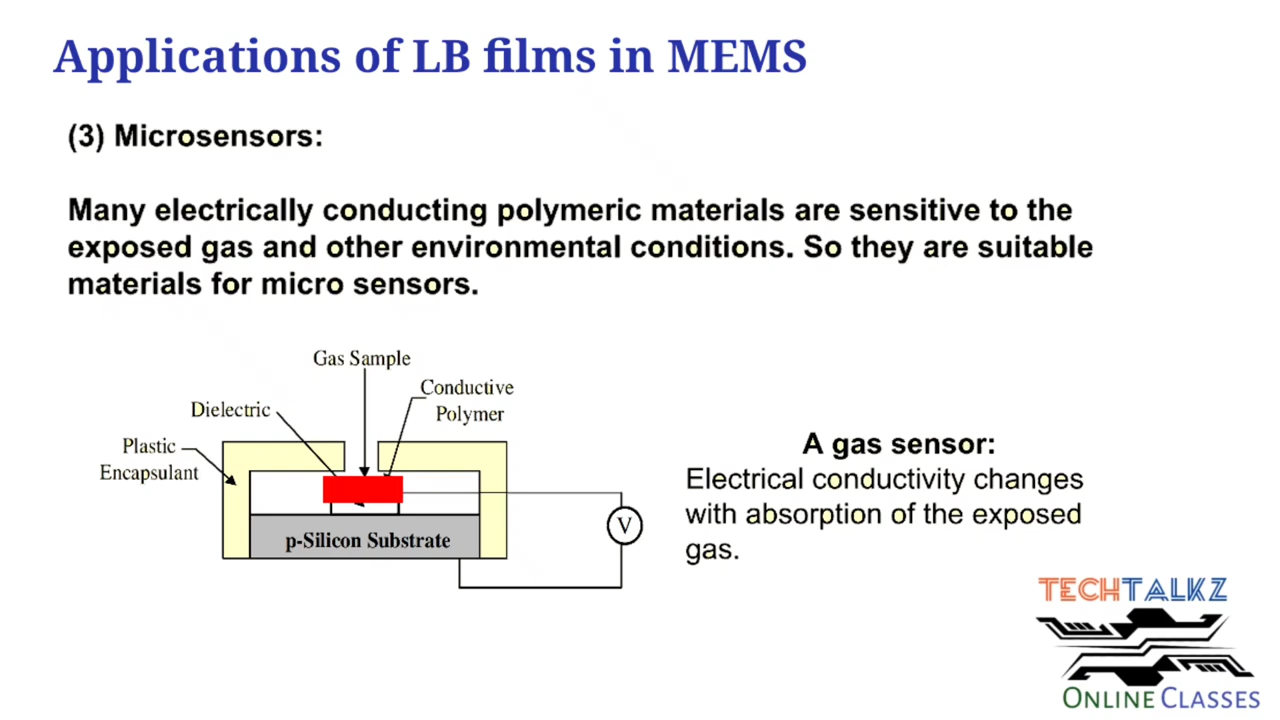 Applications of LB films in MEMS
(3) Microsensors:
Many electrically conducting polymeric materials are sensitive to the
exposed gas and other environmental conditions. So they are suitable
materials for micro sensors.
Gas Sample
Conductive
Polymer
Dielectric
Plastic
Encapsulant
p-Silicon Substrate
V
A gas sensor:
Electrical conductivity changes
with absorption of the exposed
gas.
TECHTALKZ
ONLINE CLASSES